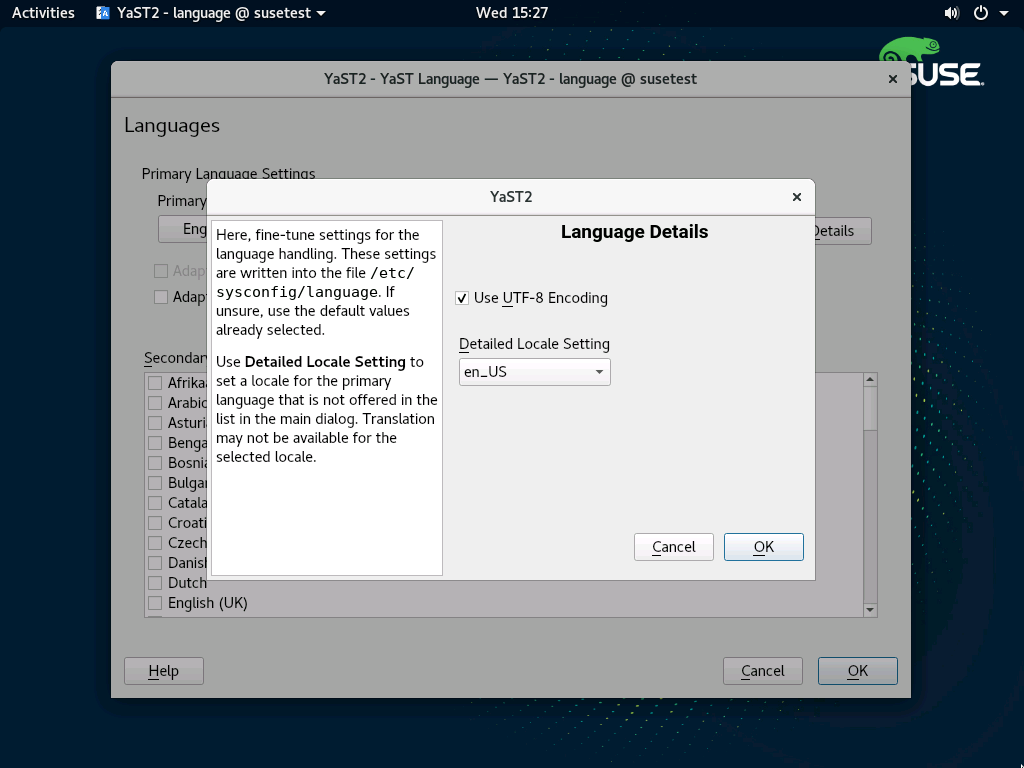 Activities YaST2 - language @ susetest Wed 15:27
SUSE
YaST2 - YaST Language — YaST2 - language @ susetest
Languages
Primary Language Settings
Primary
Eng
Details
Adap
Adap
YaST2
Here, fine-tune settings for the
language handling. These settings
are written into the file /etc/
sysconfig/language. If
unsure, use the default values
already selected.
Use Detailed Locale Setting to
set a locale for the primary
language that is not offered in the
list in the main dialog. Translation
may not be available for the
selected locale.
Language Details
Use UTF-8 Encoding
Detailed Locale Setting
en_US
Cancel OK
Secondary
Afrika
Arabic
Asturi
Benga
Bosnia
Bulgar
Catala
Croati
Czech
Danish
Dutch
English (UK)
Help Cancel OK